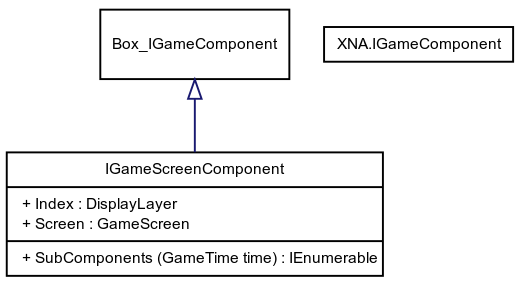 Box_IGameComponent
XNA.IGameComponent
IGameScreenComponent
+ Index : DisplayLayer
+ Screen : GameScreen
+ SubComponents (GameTime time) : IEnumerable